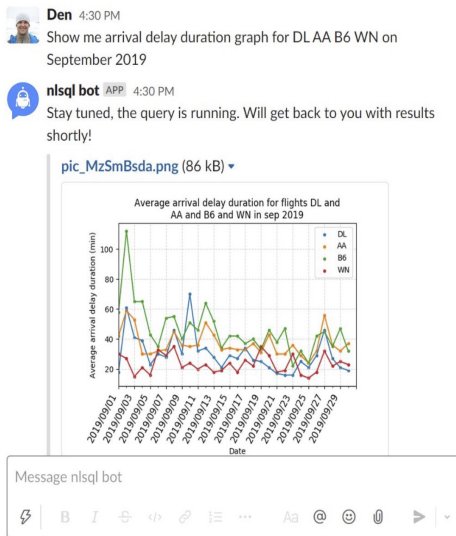 Den 4:30 PM
Show me arrival delay duration graph for DL AA B6 WN on
September 2019
nlsql bot APP 4:30 PM
Stay tuned, the query is running. Will get back to you with results
shortly!
pic_MzSmBsda.png (86 kB)
Average arrival delay duration for flights DL and
AA and B6 and WN in sep 2019
Average arrival delay duration (min)
100
80
60
40
20
DL
AA
B6
WN
2019/09/01
2019/09/03
2019/09/05
2019/09/07
2019/09/09
2019/09/11
2019/09/13
2019/09/15
2019/09/17
2019/09/19
2019/09/21
2019/09/23
2019/09/25
2019/09/27
2019/09/29
Date
Message nlsql bot
B I S </> ••• Aa @